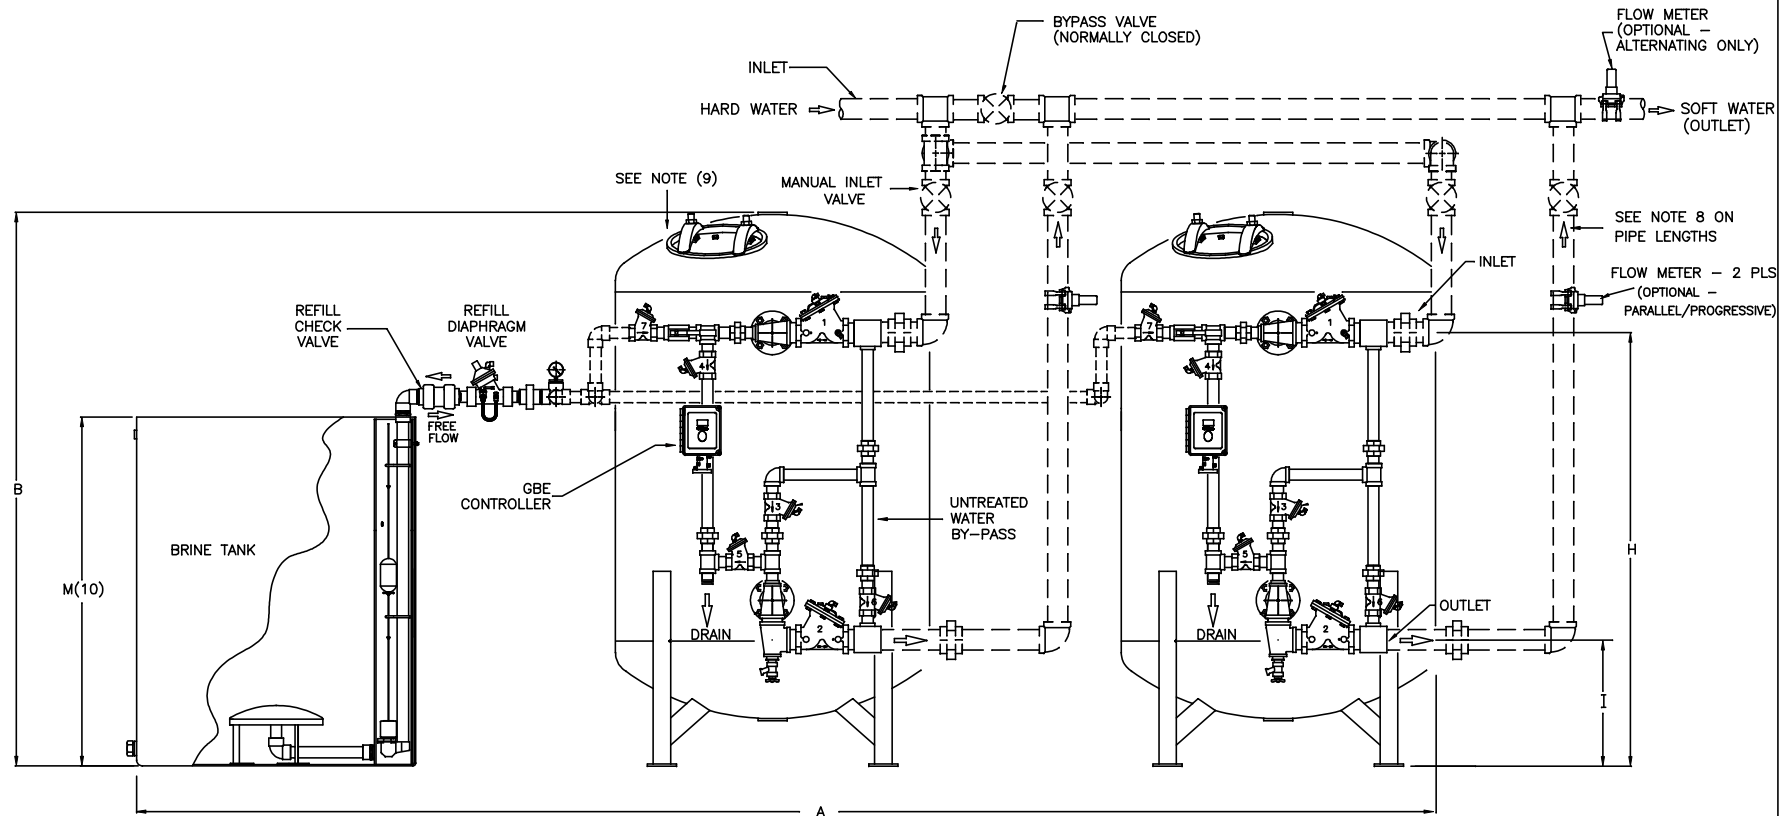 FLOW METER
(OPTIONAL –
ALTERNATING ONLY)
BYPASS VALVE
(NORMALLY CLOSED)
INLET
HARD WATER
SOFT WATER
(OUTLET)
SEE NOTE (9)
MANUAL INLET
VALVE
SEE NOTE 8 ON
PIPE LENGTHS
INLET
FLOW METER – 2 PLS
(OPTIONAL –
PARALLEL/PROGRESSIVE)
REFILL
CHECK
VALVE
REFILL
DIAPHRAGM
VALVE
7
1
7
1
4
4
FREE
FLOW
B
GBE
CONTROLLER
UNTREATED
WATER
BY-PASS
3
3
BRINE TANK
5
5
H
M(10)
6
6
OUTLET
DRAIN
2
DRAIN
2
I
A